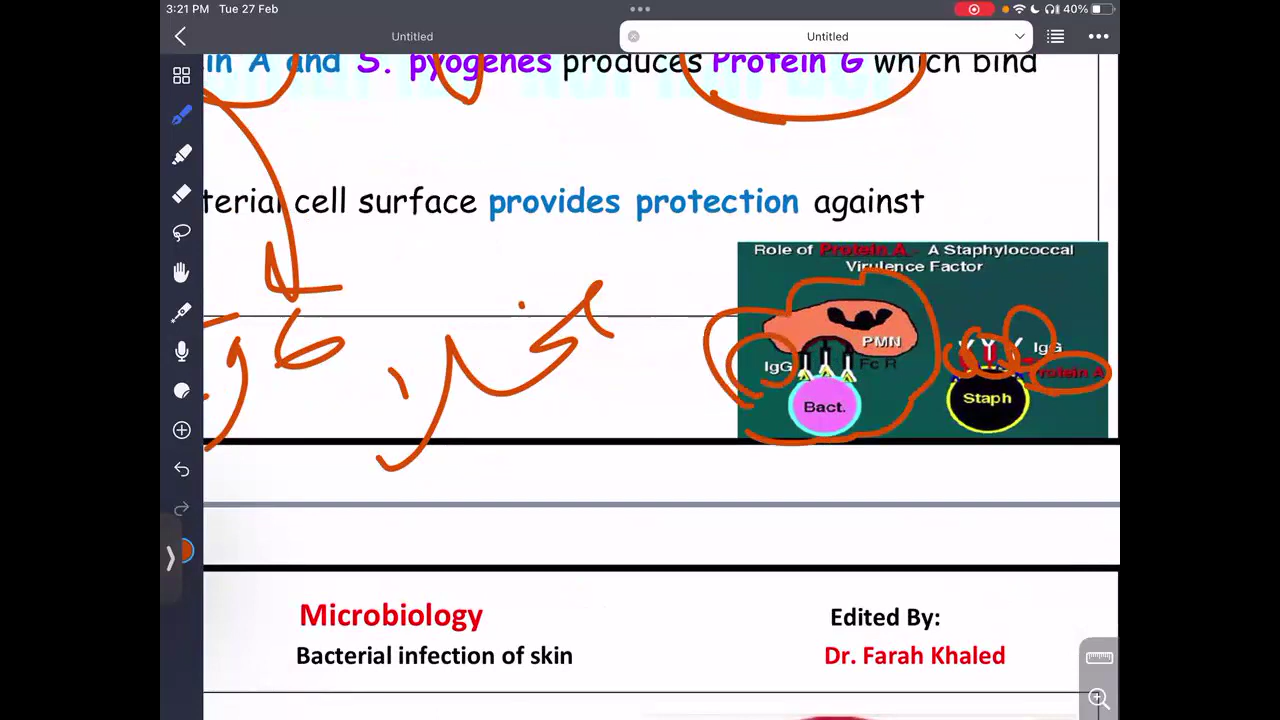 3:21 PM Tue 27 Feb
40%
Untitled
Untitled
in A and S. pyogenes produces Protein G which bind
terial cell surface provides protection against
Role of Protein A - A Staphylococcal
Virulence Factor
PMN
IgG
Fc R
Bact.
IgG
Protein A
Staph
Ig G
Microbiology
Edited By:
Bacterial infection of skin
Dr. Farah Khaled